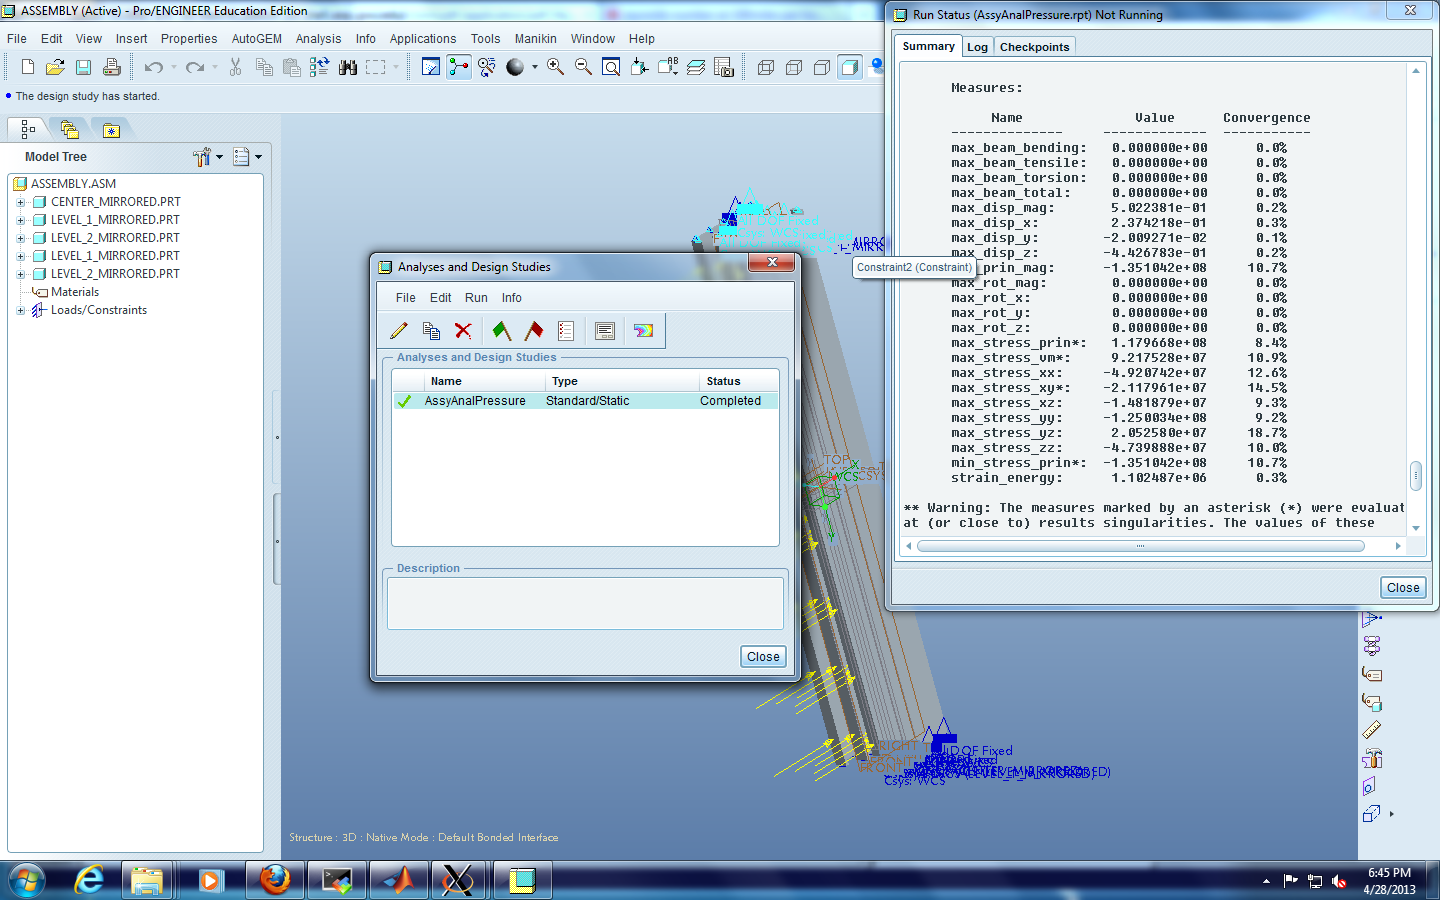 ASSEMBLY (Active) - Pro/ENGINEER Education Edition
File Edit View Insert Properties AutoGEM Analysis Info Applications Tools Manikin Window Help
The design study has started.
Model Tree
ASSEMBLY.ASM
CENTER_MIRRORED.PRT
LEVEL_1_MIRRORED.PRT
LEVEL_2_MIRRORED.PRT
LEVEL_1_MIRRORED.PRT
LEVEL_2_MIRRORED.PRT
Materials
Loads/Constraints
Analyses and Design Studies
File Edit Run Info
Analyses and Design Studies
Name Type Status
AssyAnalPressure Standard/Static Completed
Description
Close
Constraint2 (Constraint)
TOP
WCS
DOF Fixed
Csys: WCS
Structure : 3D : Native Mode : Default Bonded Interface
Run Status (AssyAnalPressure.rpt) Not Running
Summary Log Checkpoints
Measures:
Name Value Convergence
-------------- ------------- -----------
max_beam_bending: 0.000000e+00 0.0%
max_beam_tensile: 0.000000e+00 0.0%
max_beam_torsion: 0.000000e+00 0.0%
max_beam_total: 0.000000e+00 0.0%
max_disp_mag: 5.022381e-01 0.2%
max_disp_x: 2.374218e-01 0.3%
max_disp_y: -2.009271e-02 0.1%
max_disp_z: -4.426783e-01 0.2%
prin_mag: -1.351042e+08 10.7%
max_rot_mag: 0.000000e+00 0.0%
max_rot_x: 0.000000e+00 0.0%
max_rot_y: 0.000000e+00 0.0%
max_rot_z: 0.000000e+00 0.0%
max_stress_prin*: 1.179668e+08 8.4%
max_stress_vm*: 9.217528e+07 10.9%
max_stress_xx: -4.920742e+07 12.6%
max_stress_xy*: -2.117961e+07 14.5%
max_stress_xz: -1.481879e+07 9.3%
max_stress_yy: -1.250034e+08 9.2%
max_stress_yz: 2.052580e+07 18.7%
max_stress_zz: -4.739888e+07 10.0%
min_stress_prin*: -1.351042e+08 10.7%
strain_energy: 1.102487e+06 0.3%
** Warning: The measures marked by an asterisk (*) were evaluat
at (or close to) results singularities. The values of these
Close
6:45 PM
4/28/2013